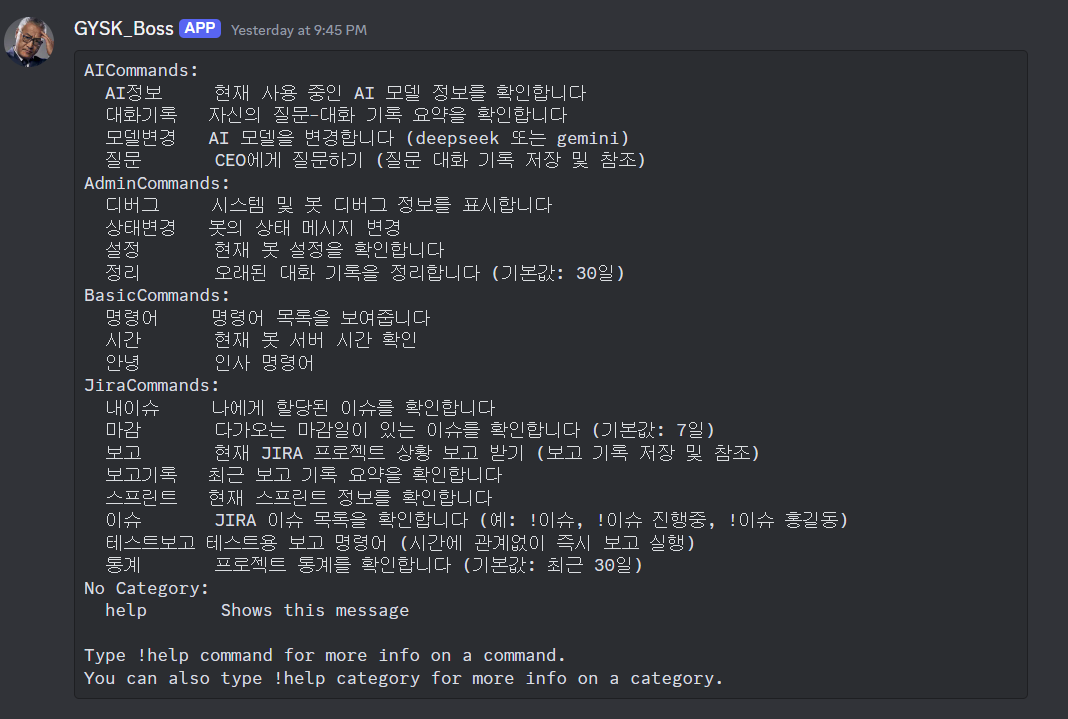 GYSK_Boss APP Yesterday at 9:45 PM
AICommands:
AI정보 현재 사용 중인 AI 모델 정보를 확인합니다
대화기록 자신의 질문-대화 기록 요약을 확인합니다
모델변경 AI 모델을 변경합니다 (deepseek 또는 gemini)
질문 CEO에게 질문하기 (질문 대화 기록 저장 및 참조)
AdminCommands:
디버그 시스템 및 봇 디버그 정보를 표시합니다
상태변경 봇의 상태 메시지 변경
설정 현재 봇 설정을 확인합니다
정리 오래된 대화 기록을 정리합니다 (기본값: 30일)
BasicCommands:
명령어 명령어 목록을 보여줍니다
시간 현재 봇 서버 시간 확인
안녕 인사 명령어
JiraCommands:
내이슈 나에게 할당된 이슈를 확인합니다
마감 다가오는 마감일이 있는 이슈를 확인합니다 (기본값: 7일)
보고 현재 JIRA 프로젝트 상황 보고 받기 (보고 기록 저장 및 참조)
보고기록 최근 보고 기록 요약을 확인합니다
스프린트 현재 스프린트 정보를 확인합니다
이슈 JIRA 이슈 목록을 확인합니다 (예: !이슈, !이슈 진행중, !이슈 홍길동)
테스트보고 테스트용 보고 명령어 (시간에 관계없이 즉시 보고 실행)
통계 프로젝트 통계를 확인합니다 (기본값: 최근 30일)
No Category:
help Shows this message
Type !help command for more info on a command.
You can also type !help category for more info on a category.